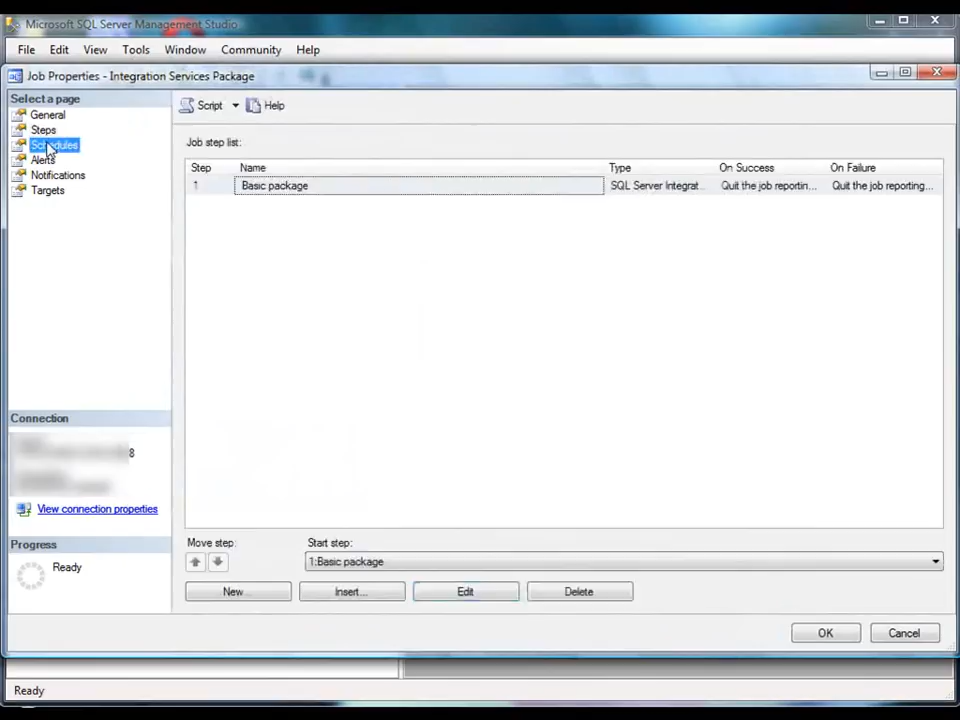 Microsoft SQL Server Management Studio
File Edit View Tools Window Community Help
Job Properties - Integration Services Package
Select a page
General
Steps
Schedules
Alerts
Notifications
Targets
Script Help
Job step list:
Step Name Type On Success On Failure
1 Basic package SQL Server Integrat... Quit the job reportin... Quit the job reporting...
Connection
8
View connection properties
Progress
Ready
Move step: Start step:
1:Basic package
New Insert... Edit Delete
OK Cancel
Ready